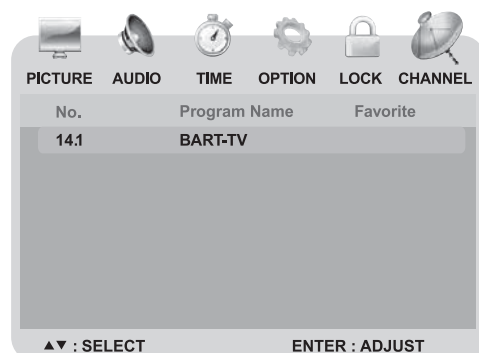 PICTURE AUDIO TIME OPTION LOCK CHANNEL
No. Program Name Favorite
14.1 BART-TV
▲▼ : SELECT ENTER : ADJUST